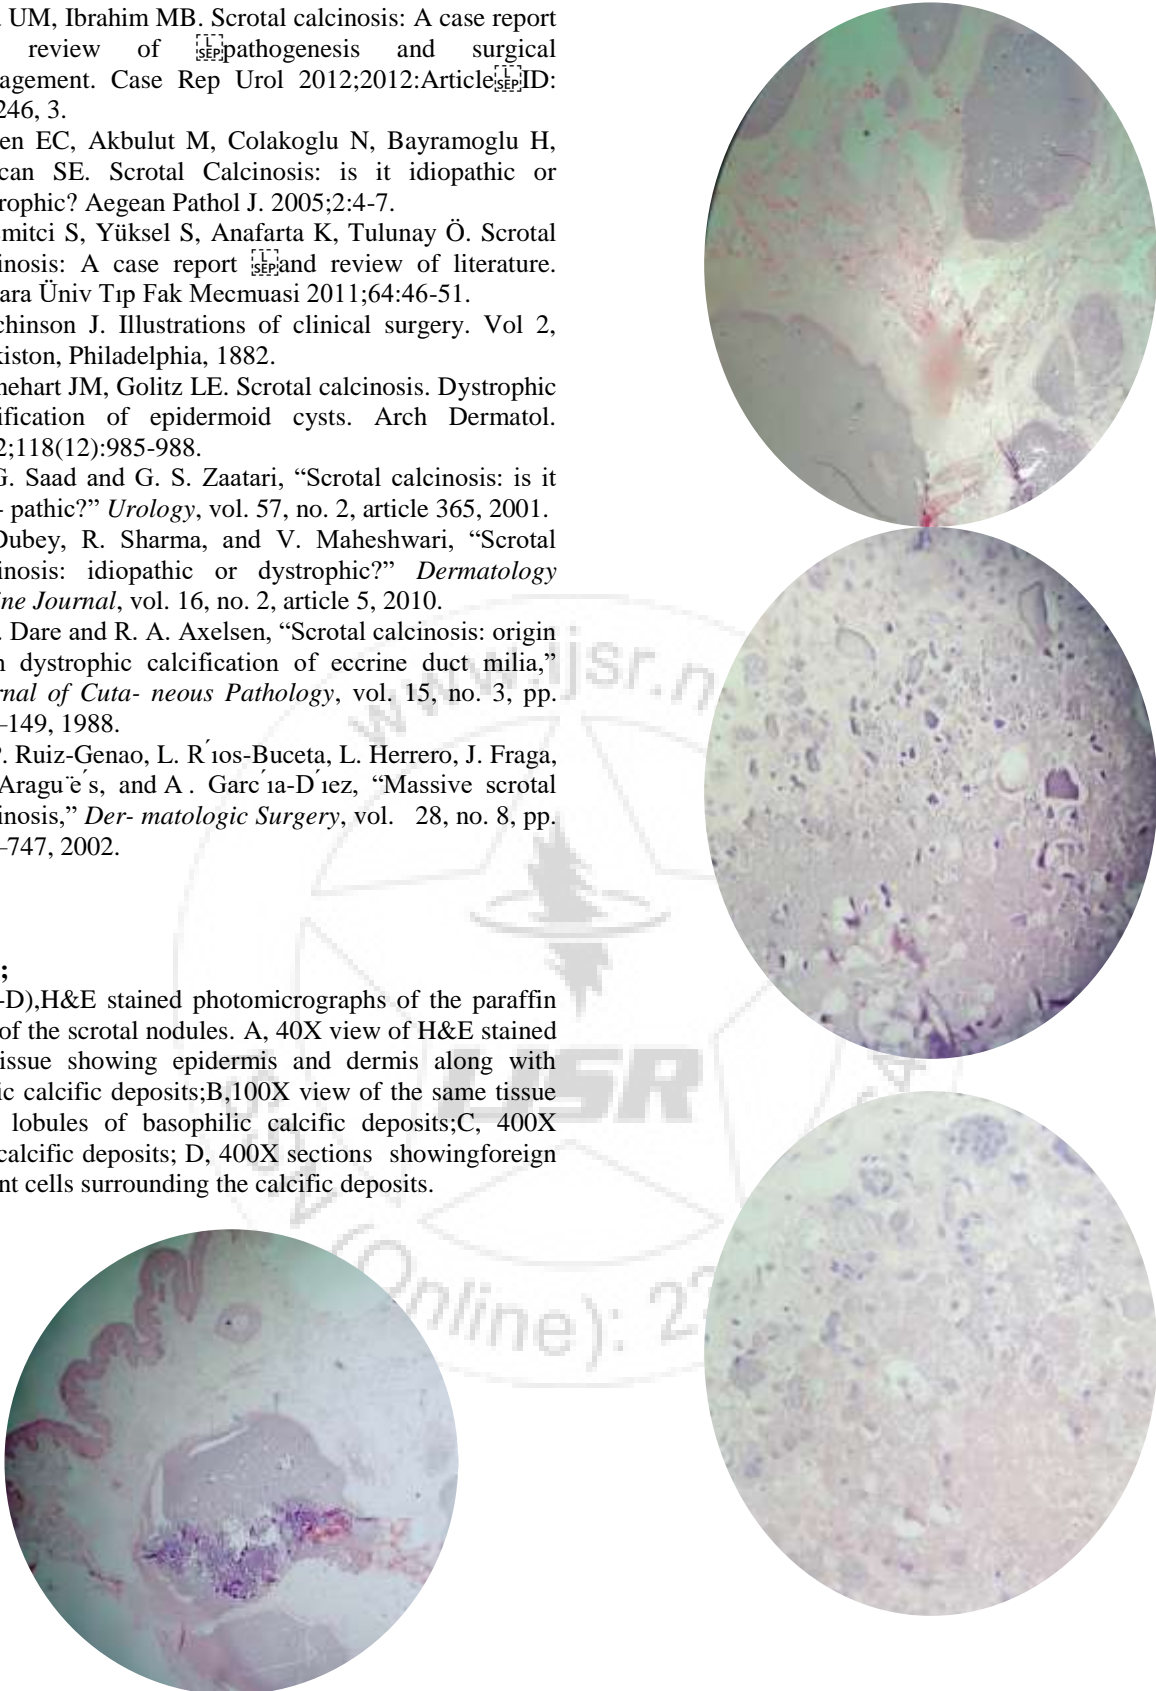 UM, Ibrahim MB. Scrotal calcinosis: A case report
review of pathogenesis and surgical
agement. Case Rep Urol 2012;2012:Article ID:
246, 3.
en EC, Akbulut M, Colakoglu N, Bayramoglu H,
can SE. Scrotal Calcinosis: is it idiopathic or
rophic? Aegean Pathol J. 2005;2:4-7.
mitci S, Yüksel S, Anafarta K, Tulunay Ö. Scrotal
inosis: A case report and review of literature.
ara Üniv Tıp Fak Mecmuasi 2011;64:46-51.
chinson J. Illustrations of clinical surgery. Vol 2,
kiston, Philadelphia, 1882.
nehart JM, Golitz LE. Scrotal calcinosis. Dystrophic
ification of epidermoid cysts. Arch Dermatol.
2;118(12):985-988.
G. Saad and G. S. Zaatari, “Scrotal calcinosis: is it
- pathic?” Urology, vol. 57, no. 2, article 365, 2001.
Dubey, R. Sharma, and V. Maheshwari, “Scrotal
inosis: idiopathic or dystrophic?” Dermatology
ine Journal, vol. 16, no. 2, article 5, 2010.
. Dare and R. A. Axelsen, “Scrotal calcinosis: origin
n dystrophic calcification of eccrine duct milia,”
rnal of Cuta- neous Pathology, vol. 15, no. 3, pp.
–149, 1988.
P. Ruiz-Genao, L. R ́ıos-Buceta, L. Herrero, J. Fraga,
Aragu ̈e ́s, and A . Garc ́ıa-D ́ıez, “Massive scrotal
inosis,” Der- matologic Surgery, vol. 28, no. 8, pp.
–747, 2002.
;
-D),H&E stained photomicrographs of the paraffin
of the scrotal nodules. A, 40X view of H&E stained
issue showing epidermis and dermis along with
ic calcific deposits;B,100X view of the same tissue
lobules of basophilic calcific deposits;C, 400X
calcific deposits; D, 400X sections showingforeign
nt cells surrounding the calcific deposits.
www.ijsr.n
IJSR
(Online): 2